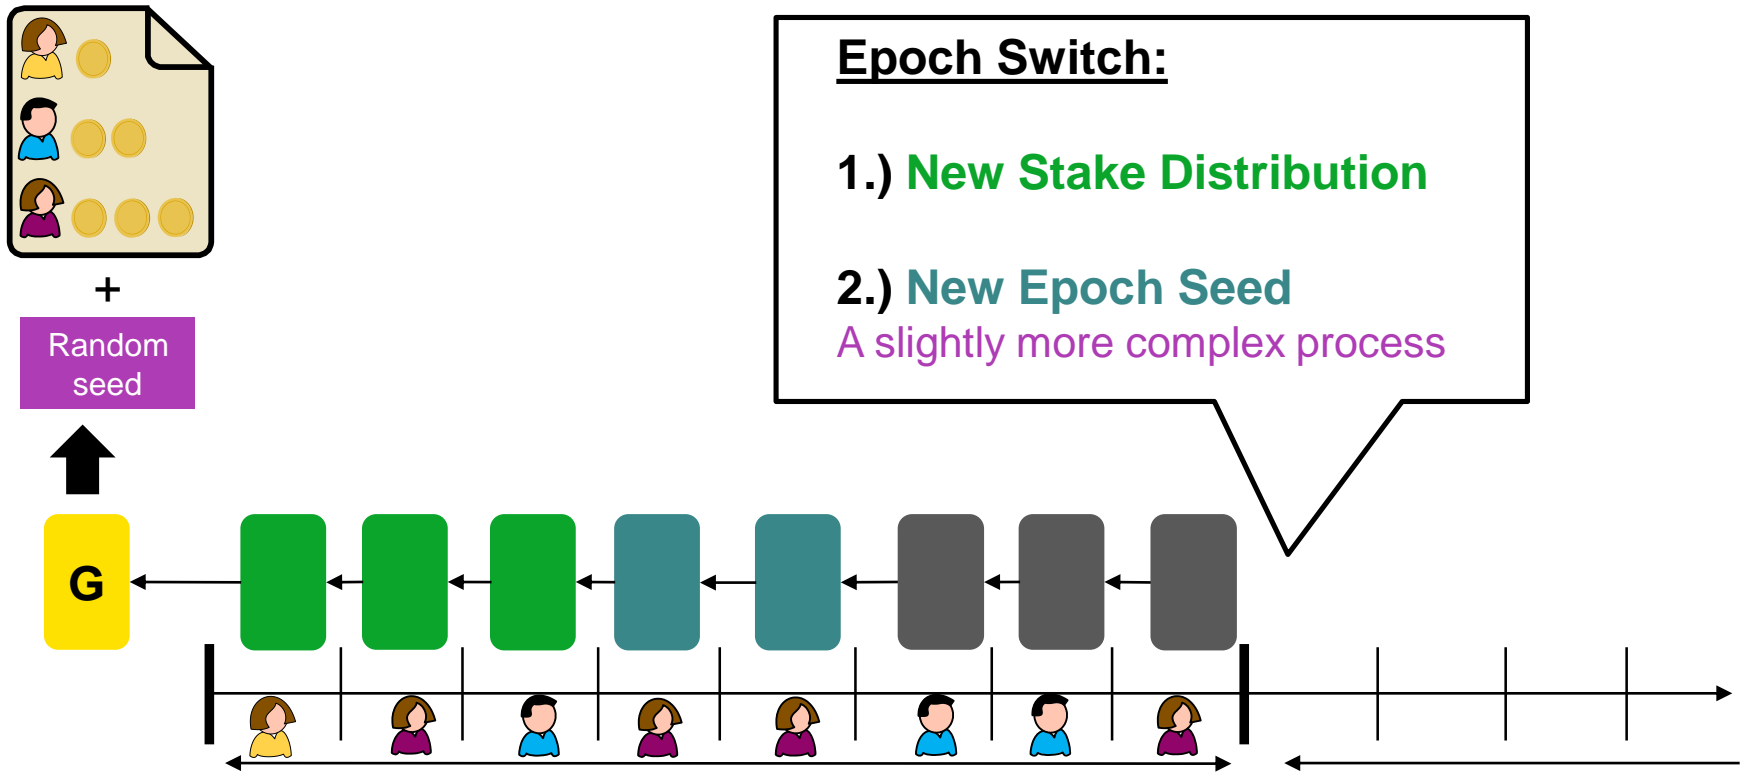 Epoch Switch:
1.) New Stake Distribution
2.) New Epoch Seed
A slightly more complex process
+
Random
seed
G